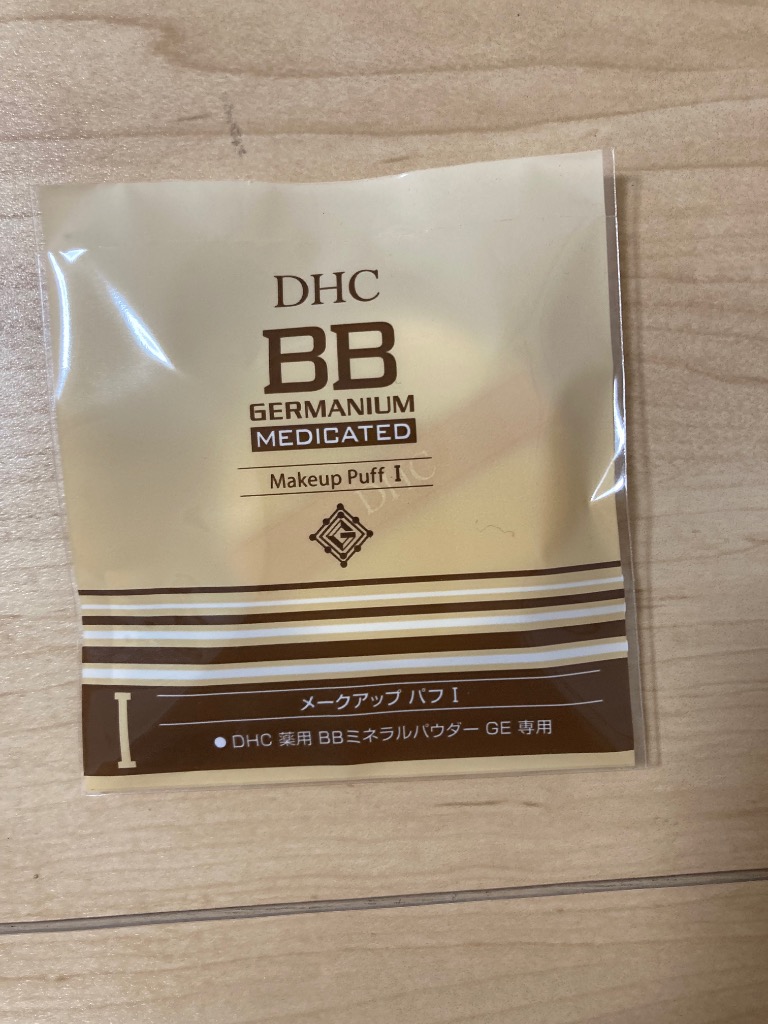 DHC
BB
GERMANIUM
MEDICATED
Makeup Puff I
DHC
G
I
メークアップ パフ I
● DHC 薬用 BBミネラルパウダー GE 専用